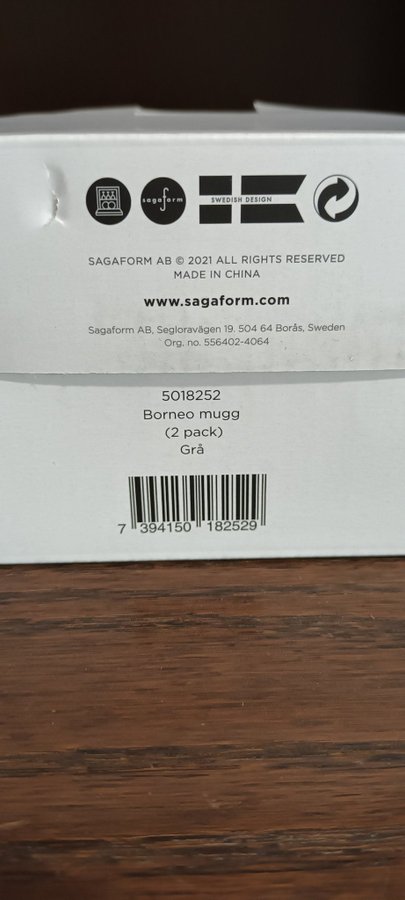 sagaform
SWEDISH DESIGN
SAGAFORM AB © 2021 ALL RIGHTS RESERVED
MADE IN CHINA
www.sagaform.com
Sagaform AB, Segloravägen 19. 504 64 Borås, Sweden
Org. no. 556402-4064
5018252
Borneo mugg
(2 pack)
Grå
7 394150 182529